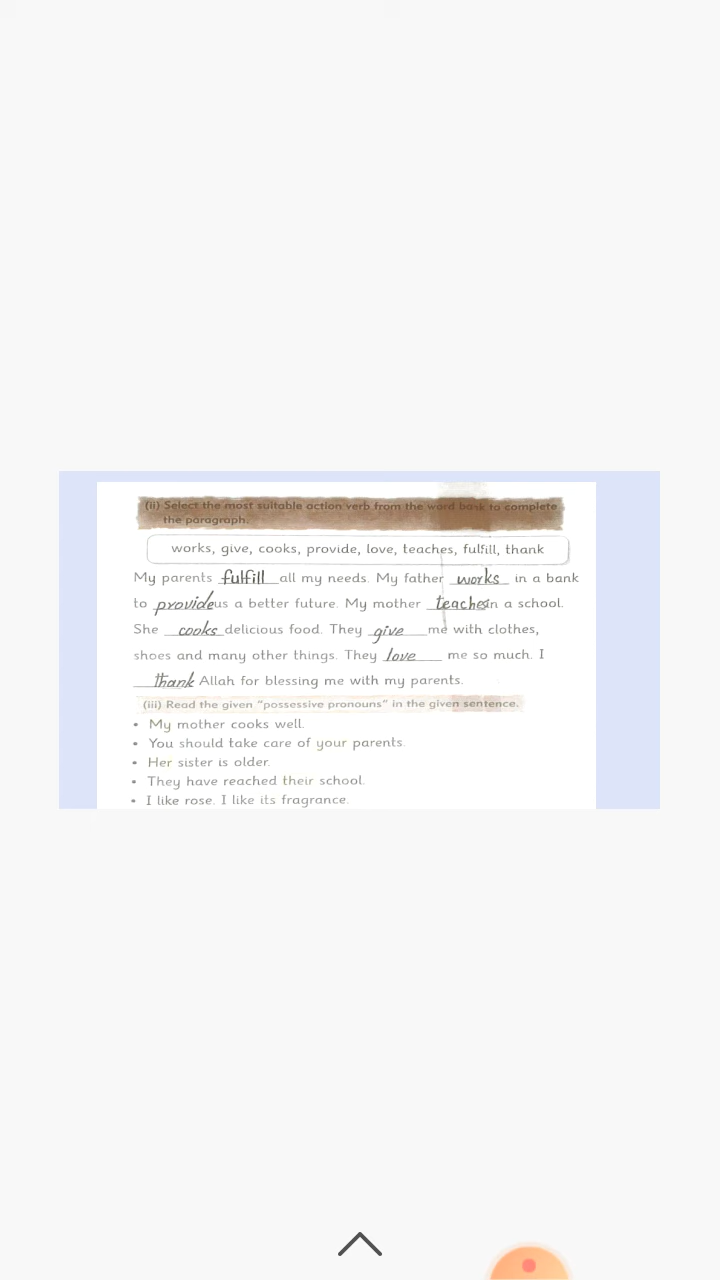 (ii) Select the most suitable action verb from the word bank to complete
the paragraph.
works, give, cooks, provide, love, teaches, fulfill, thank
My parents fulfill all my needs. My father works in a bank
to provide us a better future. My mother teaches in a school.
She cooks delicious food. They give me with clothes,
shoes and many other things. They love me so much. I
thank Allah for blessing me with my parents.
(iii) Read the given "possessive pronouns" in the given sentence.
• My mother cooks well.
• You should take care of your parents.
• Her sister is older.
• They have reached their school.
• I like rose. I like its fragrance.